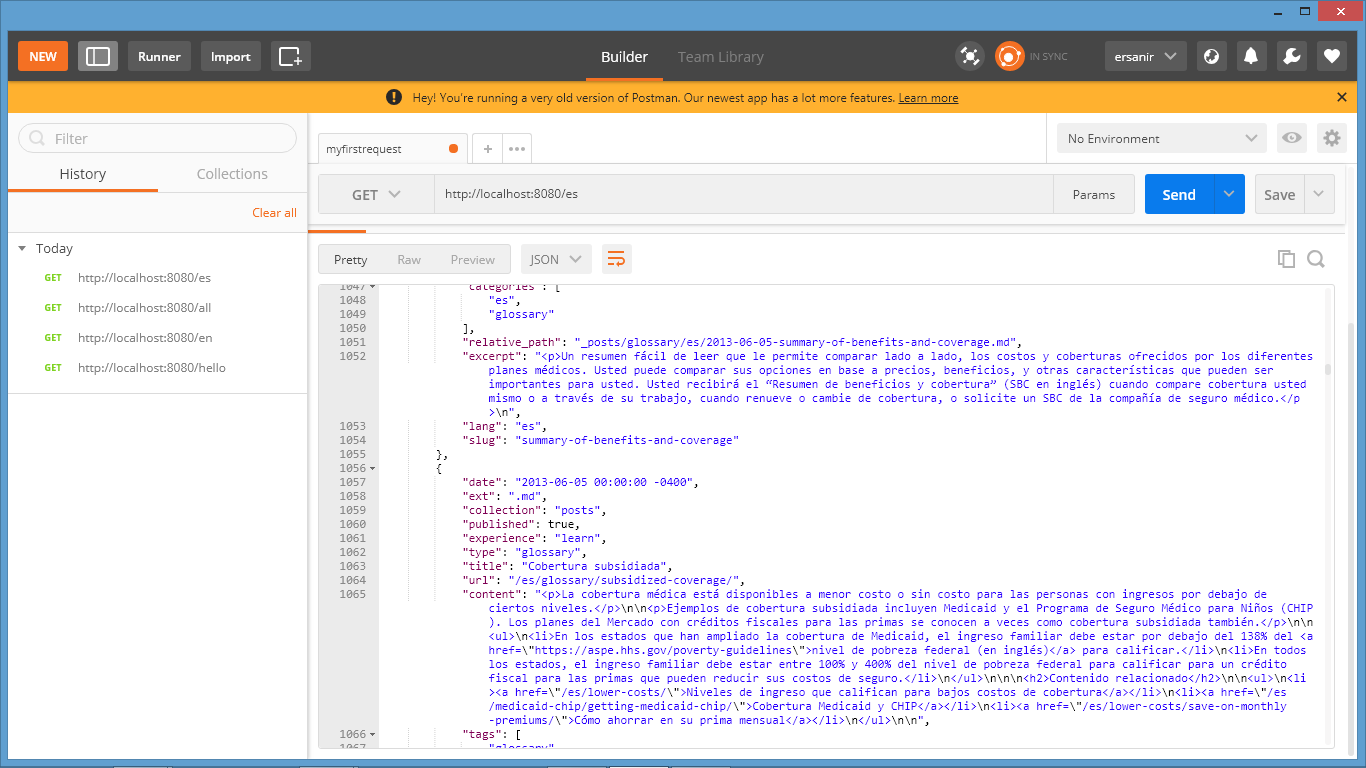 NEW
Runner
Import
Builder
Team Library
IN SYNC
ersanir
Hey! You're running a very old version of Postman. Our newest app has a lot more features. Learn more
Filter
History
Collections
Clear all
Today
GET http://localhost:8080/es
GET http://localhost:8080/all
GET http://localhost:8080/en
GET http://localhost:8080/hello
myfirstrequest
No Environment
GET
http://localhost:8080/es
Params
Send
Save
Pretty
Raw
Preview
JSON
1047 "categories": [
1048 "es",
1049 "glossary"
1050 ],
1051 "relative_path": "_posts/glossary/es/2013-06-05-summary-of-benefits-and-coverage.md",
1052 "excerpt": "<p>Un resumen fácil de leer que le permite comparar lado a lado, los costos y coberturas ofrecidos por los diferentes
planes médicos. Usted puede comparar sus opciones en base a precios, beneficios, y otras características que pueden ser
importantes para usted. Usted recibirá el “Resumen de beneficios y cobertura” (SBC en inglés) cuando compare cobertura usted
mismo o a través de su trabajo, cuando renueve o cambie de cobertura, o solicite un SBC de la compañía de seguro médico.</p
>\n",
1053 "lang": "es",
1054 "slug": "summary-of-benefits-and-coverage"
1055 },
1056 {
1057 "date": "2013-06-05 00:00:00 -0400",
1058 "ext": ".md",
1059 "collection": "posts",
1060 "published": true,
1061 "experience": "learn",
1062 "type": "glossary",
1063 "title": "Cobertura subsidiada",
1064 "url": "/es/glossary/subsidized-coverage/",
1065 "content": "<p>La cobertura médica está disponibles a menor costo o sin costo para las personas con ingresos por debajo de
ciertos niveles.</p>\n\n<p>Ejemplos de cobertura subsidiada incluyen Medicaid y el Programa de Seguro Médico para Niños (CHIP
). Los planes del Mercado con créditos fiscales para las primas se conocen a veces como cobertura subsidiada también.</p>\n\n
<ul>\n<li>En los estados que han ampliado la cobertura de Medicaid, el ingreso familiar debe estar por debajo del 138% del <a
href=\"https://aspe.hhs.gov/poverty-guidelines\">nivel de pobreza federal (en inglés)</a> para calificar.</li>\n<li>En todos
los estados, el ingreso familiar debe estar entre 100% y 400% del nivel de pobreza federal para calificar para un crédito
fiscal para las primas que pueden reducir sus costos de seguro.</li>\n</ul>\n\n\n<h2>Contenido relacionado</h2>\n\n<ul>\n<li
><a href=\"/es/lower-costs/\">Niveles de ingreso que califican para bajos costos de cobertura</a></li>\n<li><a href=\"/es
/medicaid-chip/getting-medicaid-chip/\">Cobertura Medicaid y CHIP</a></li>\n<li><a href=\"/es/lower-costs/save-on-monthly
-premiums/\">Cómo ahorrar en su prima mensual</a></li>\n</ul>\n\n",
1066 "tags": [
1067 "glossary"